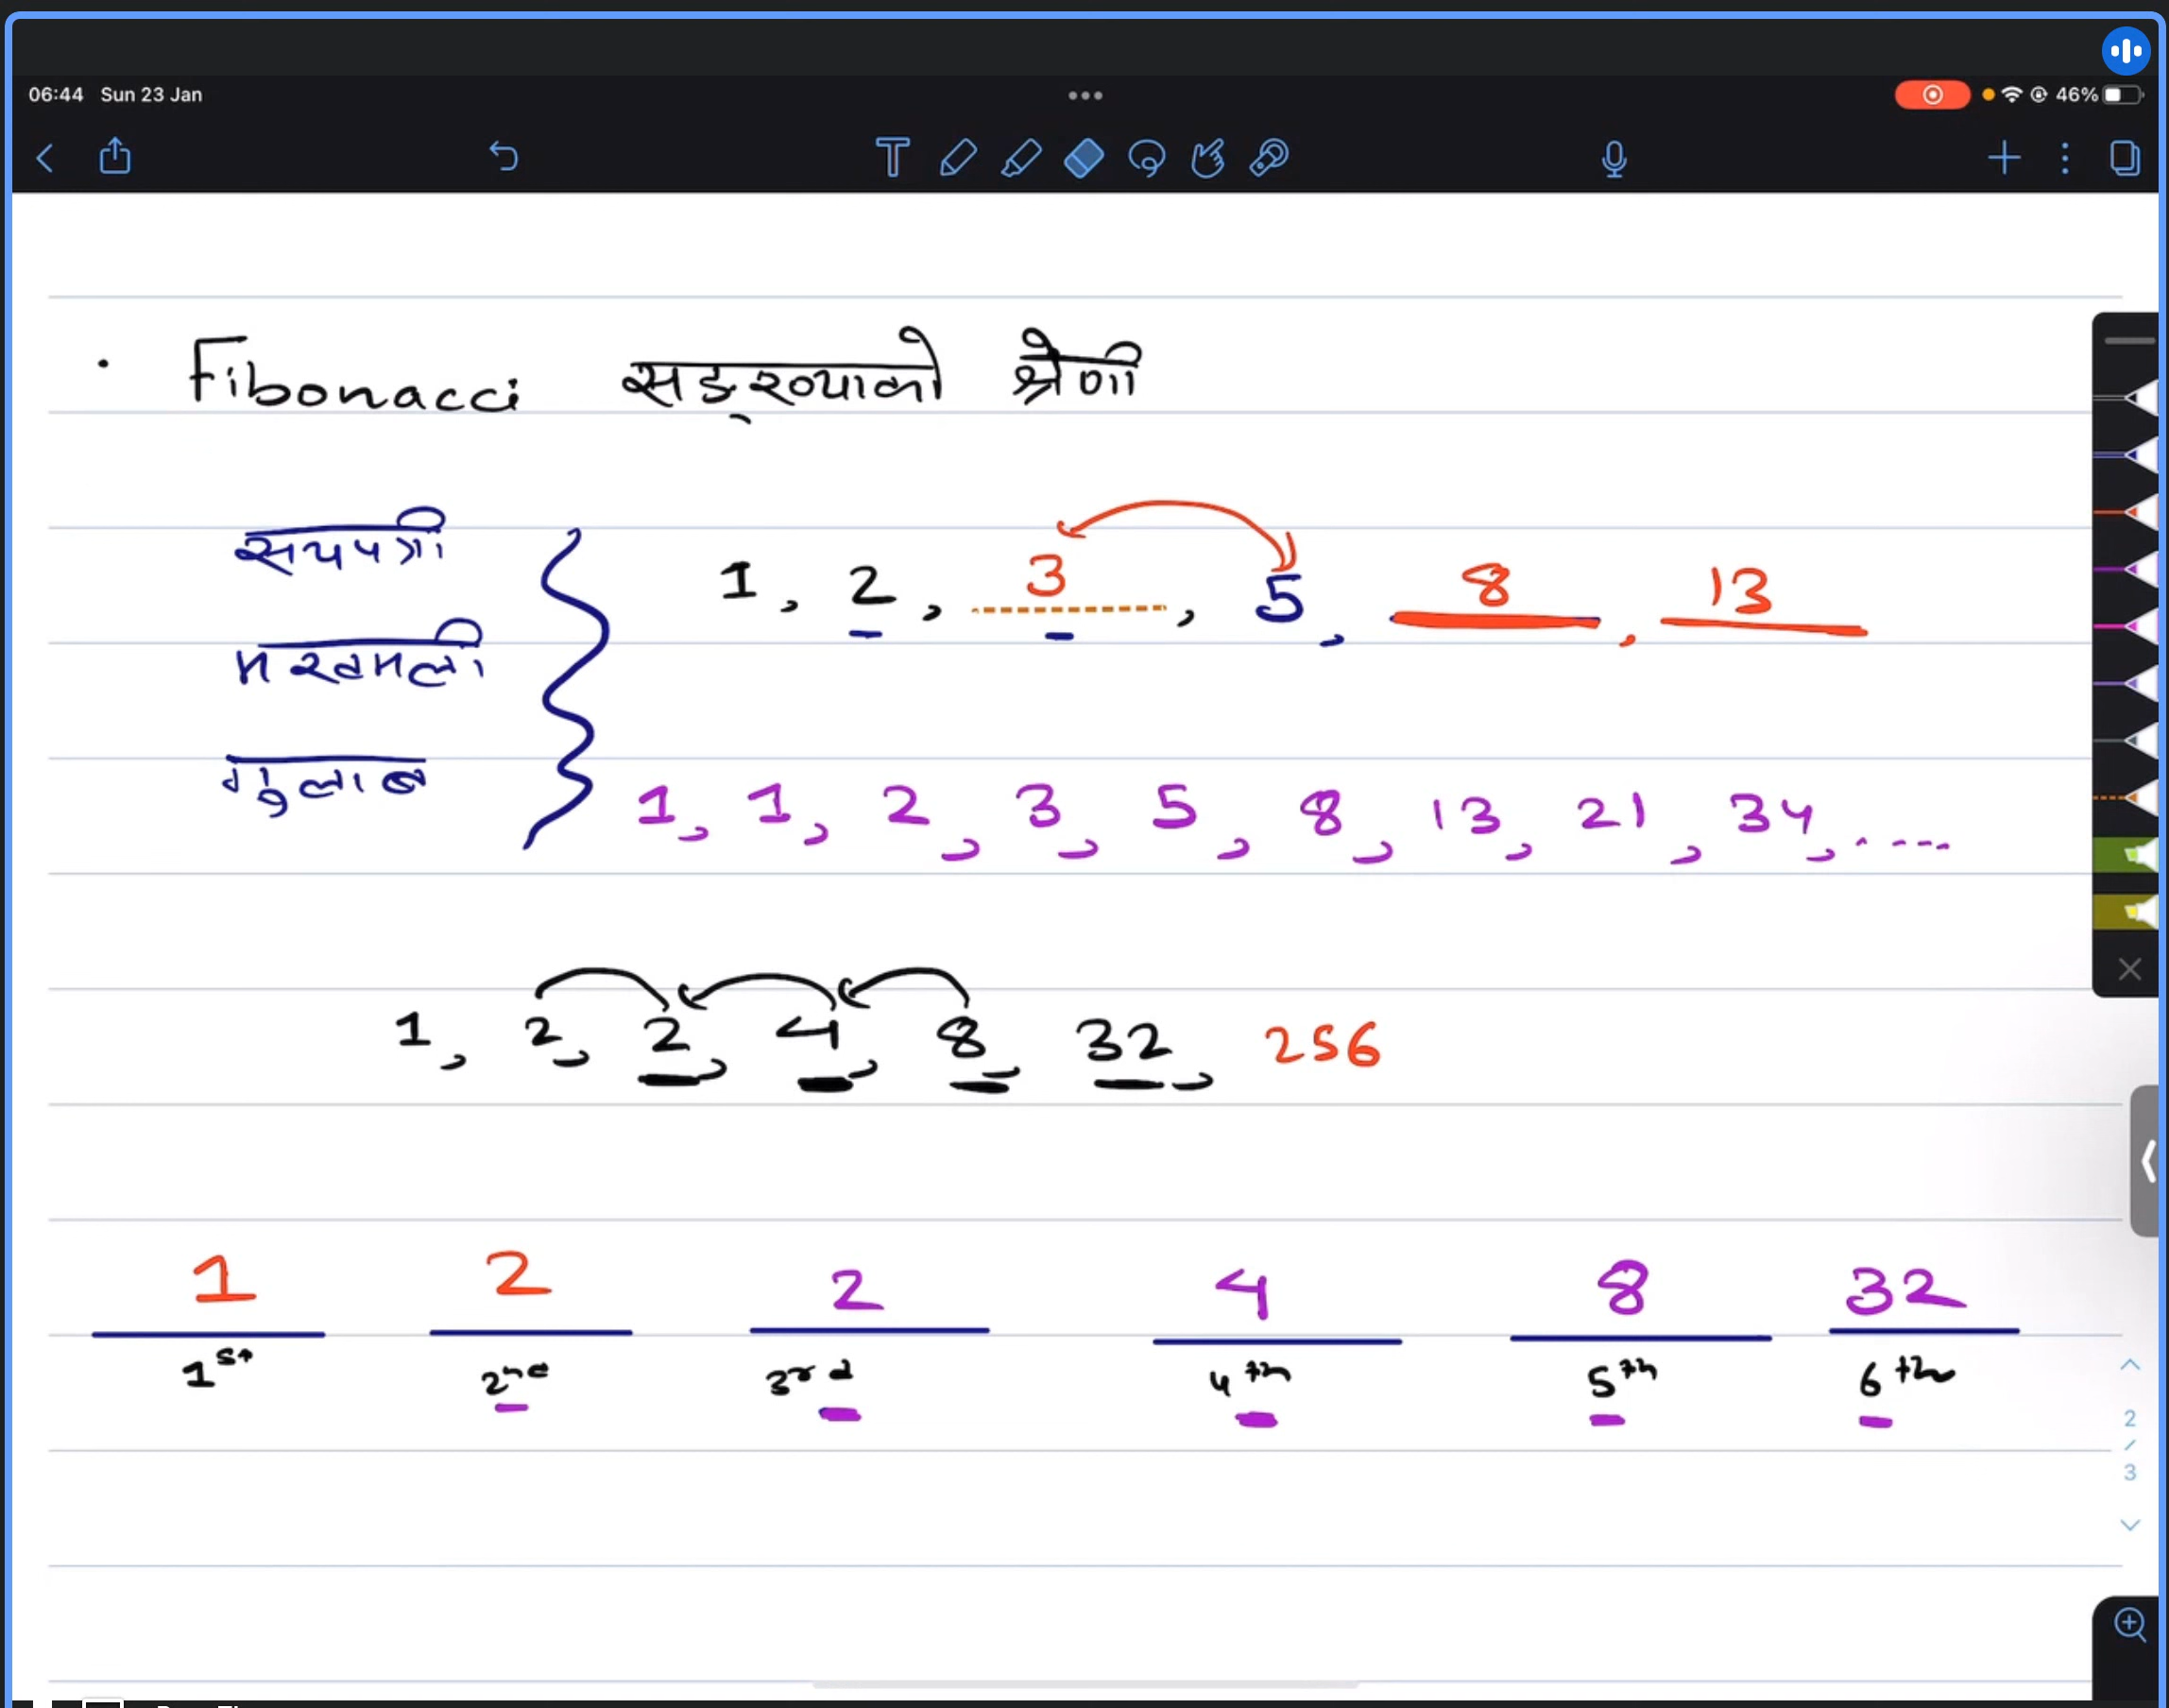 06:44 Sun 23 Jan 46%
· Fibonacci सङ्ख्याको श्रेणी
सयपत्री
मखमली
गुलाब
1, 2, 3, 5, 8, 13
1, 1, 2, 3, 5, 8, 13, 21, 34, ....
1, 2, 2, 4, 8, 32, 256
1 2 2 4 8 32
1st 2nd 3rd 4th 5th 6th
2
/
3